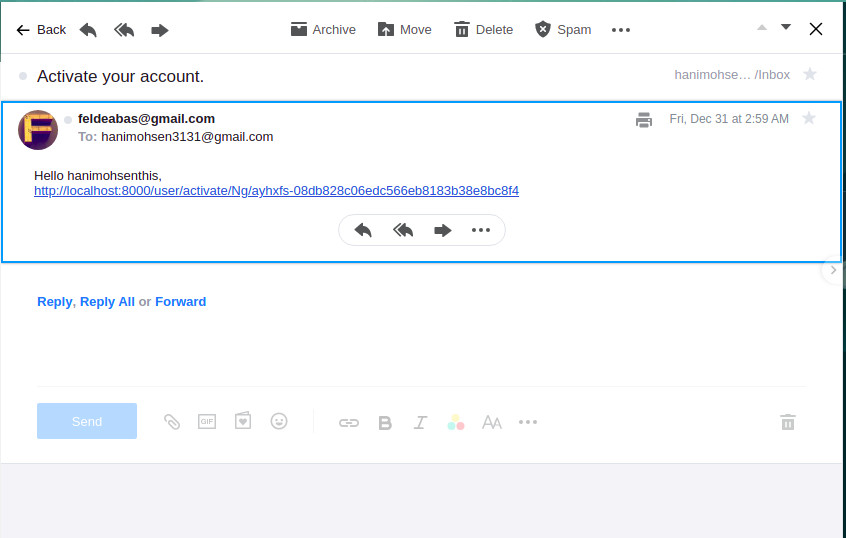 Back Archive Move Delete Spam
Activate your account. hanimohse... /Inbox
F
feldeabas@gmail.com Fri, Dec 31 at 2:59 AM
To: hanimohsen3131@gmail.com
Hello hanimohsenthis,
http://localhost:8000/user/activate/Ng/ayhxfs-08db828c06edc566eb8183b38e8bc8f4
Reply, Reply All or Forward
Send GIF B I AA